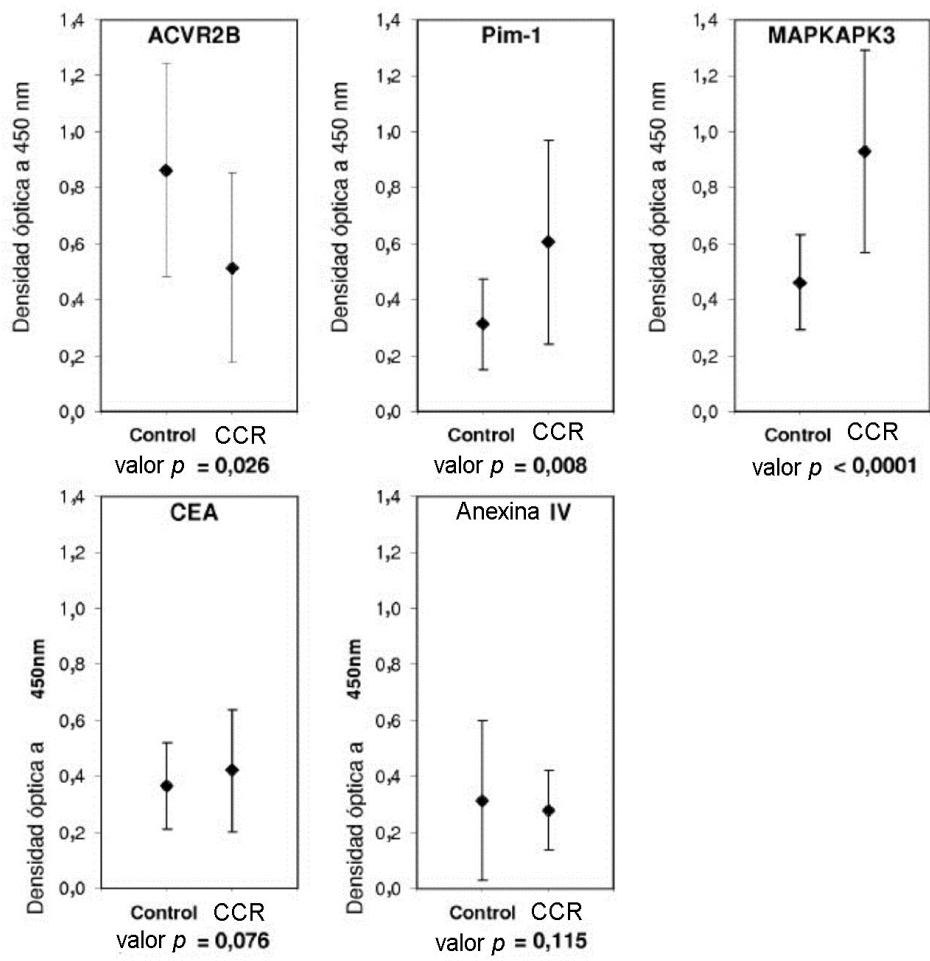 ACVR2B
Densidad óptica a 450 nm
1,4
1,2
1,0
0,8
0,6
0,4
0,2
0,0
Control CCR
valor p = 0,026
Pim-1
Densidad óptica a 450 nm
1,4
1,2
1,0
0,8
0,6
0,4
0,2
0,0
Control CCR
valor p = 0,008
MAPKAPK3
Densidad óptica a 450 nm
1,4
1,2
1,0
0,8
0,6
0,4
0,2
0,0
Control CCR
valor p < 0,0001
CEA
Densidad óptica a 450nm
1,4
1,2
1,0
0,8
0,6
0,4
0,2
0,0
Control CCR
valor p = 0,076
Anexina IV
Densidad óptica a 450nm
1,4
1,2
1,0
0,8
0,6
0,4
0,2
0,0
Control CCR
valor p = 0,115